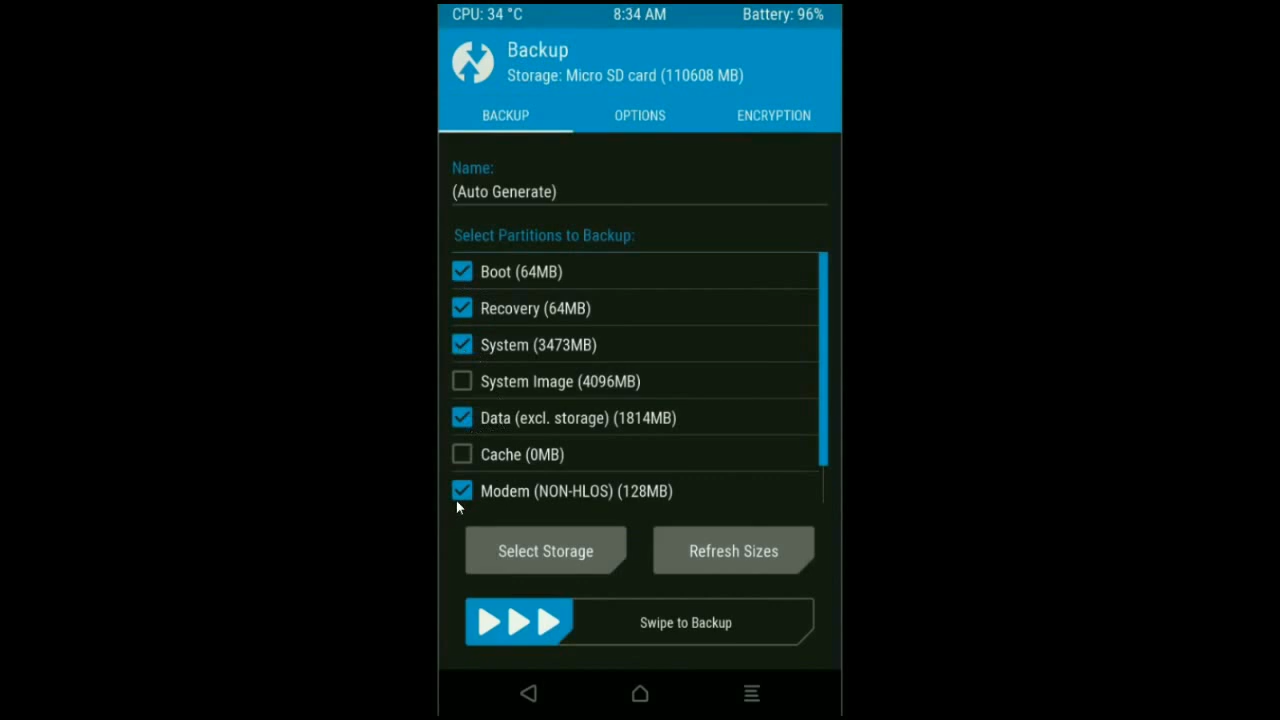 CPU: 34 °C 8:34 AM Battery: 96%
Backup
Storage: Micro SD card (110608 MB)
BACKUP OPTIONS ENCRYPTION
Name:
(Auto Generate)
Select Partitions to Backup:
Boot (64MB)
Recovery (64MB)
System (3473MB)
System Image (4096MB)
Data (excl. storage) (1814MB)
Cache (0MB)
Modem (NON-HLOS) (128MB)
Select Storage Refresh Sizes
Swipe to Backup